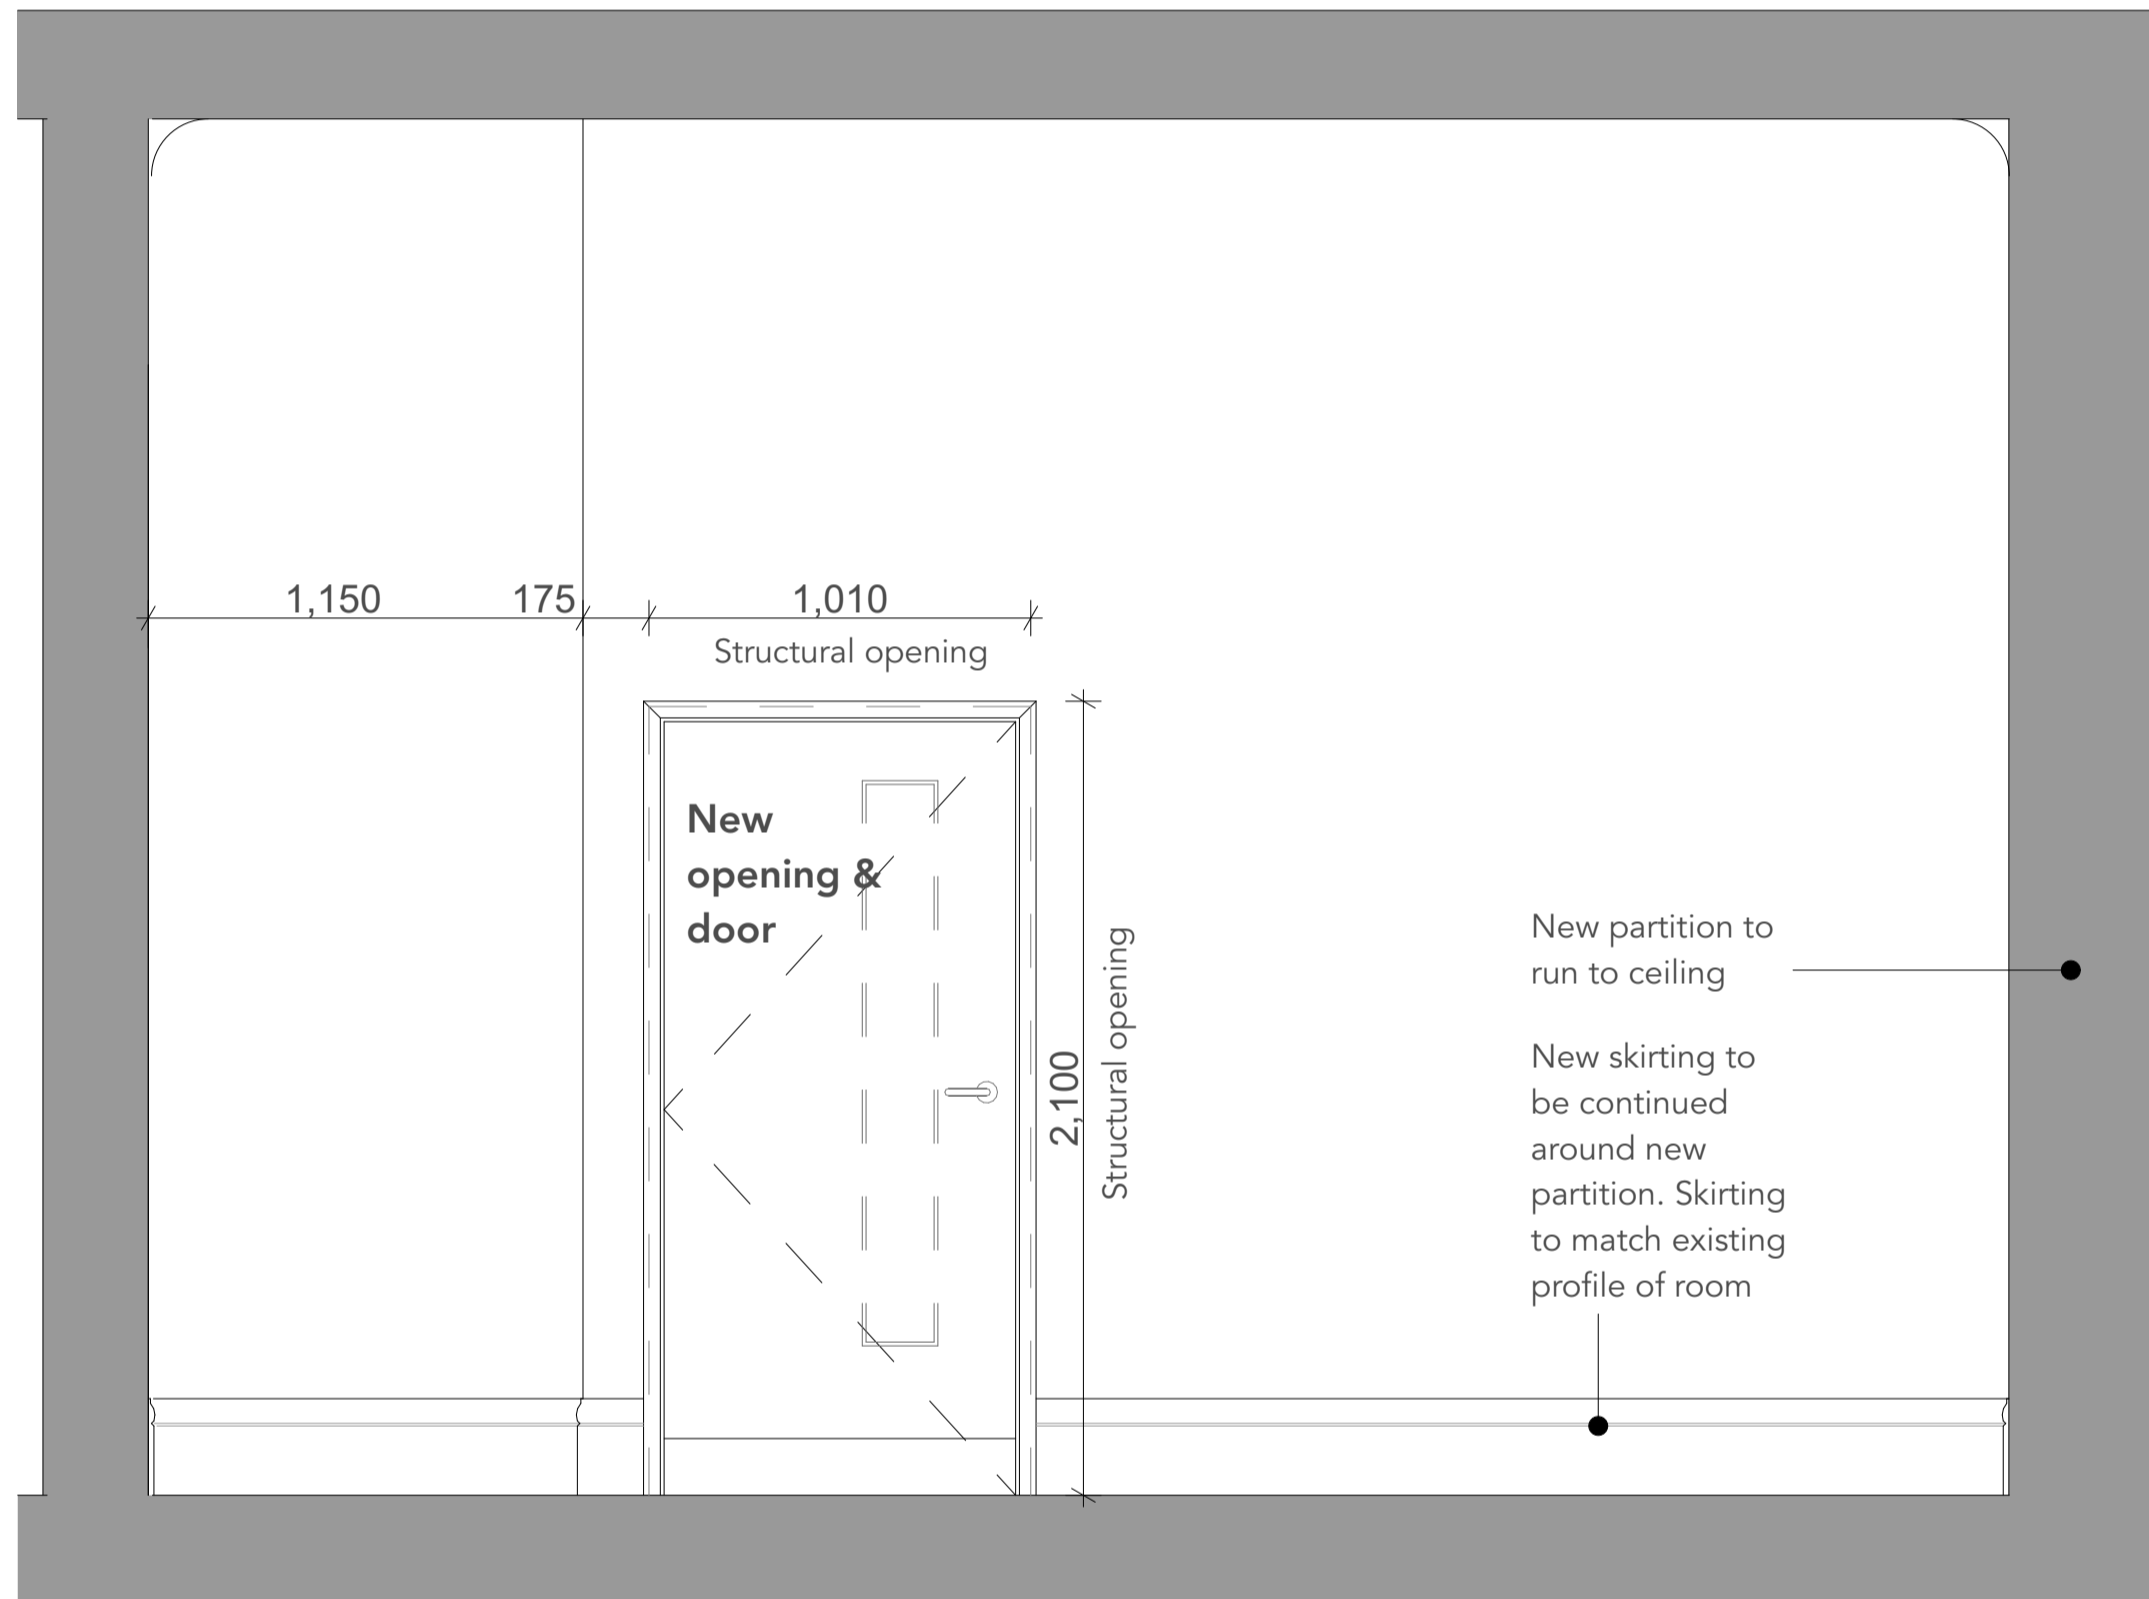 1,150 175 1,010
Structural opening
New
opening &
door
2,100
Structural opening
New partition to
run to ceiling
New skirting to
be continued
around new
partition. Skirting
to match existing
profile of room